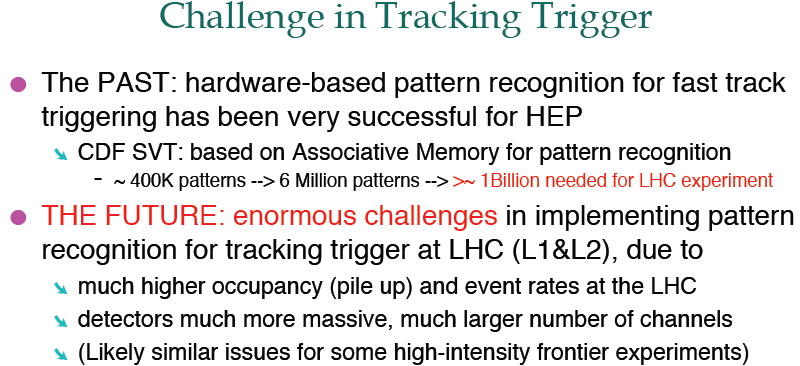 Challenge in Tracking Trigger
The PAST: hardware-based pattern recognition for fast track
triggering has been very successful for HEP
CDF SVT: based on Associative Memory for pattern recognition
- ~ 400K patterns --> 6 Million patterns --> >~ 1Billion needed for LHC experiment
THE FUTURE: enormous challenges in implementing pattern
recognition for tracking trigger at LHC (L1&L2), due to
much higher occupancy (pile up) and event rates at the LHC
detectors much more massive, much larger number of channels
(Likely similar issues for some high-intensity frontier experiments)